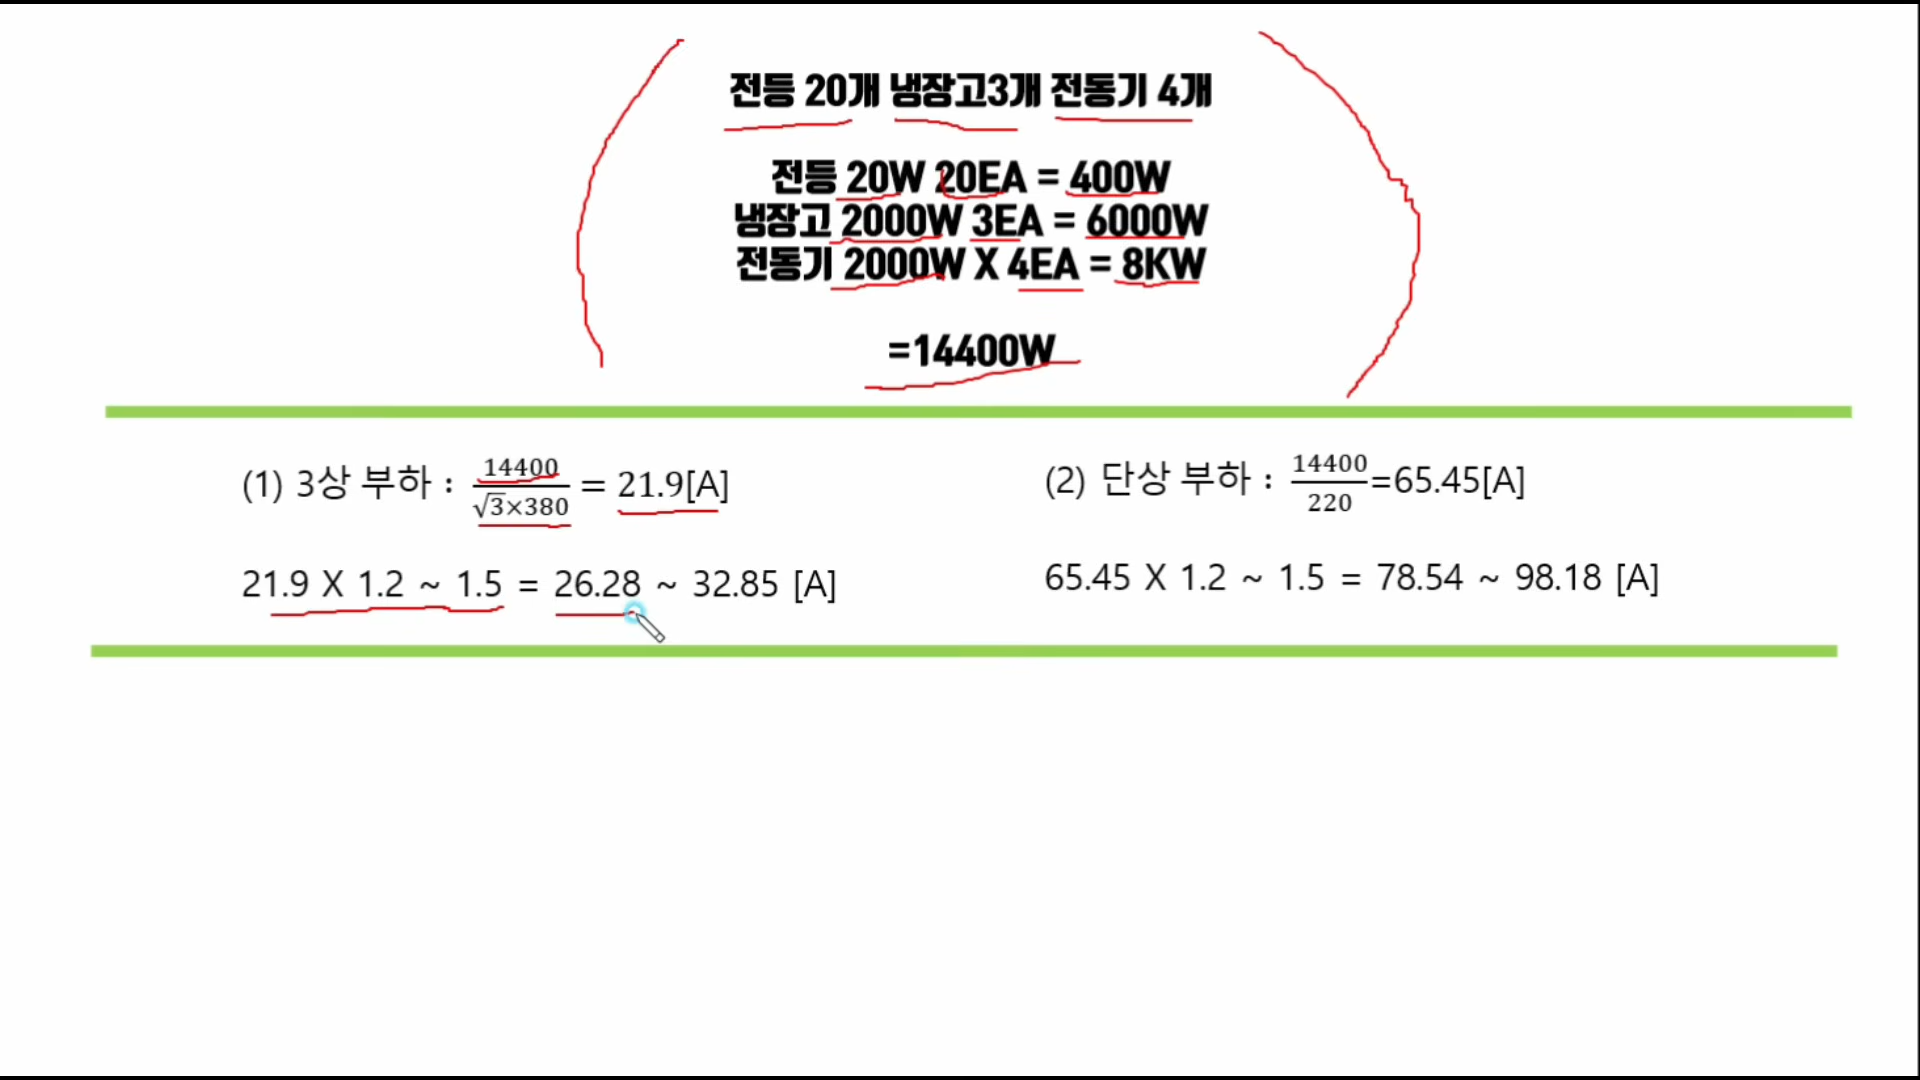 전등 20개 냉장고3개 전동기 4개
전등 20W 20EA = 400W
냉장고 2000W 3EA = 6000W
전동기 2000W X 4EA = 8KW
=14400W
(1) 3상 부하 : 14400/√3×380 = 21.9[A]
21.9 X 1.2 ~ 1.5 = 26.28 ~ 32.85 [A]
(2) 단상 부하 : 14400/220=65.45[A]
65.45 X 1.2 ~ 1.5 = 78.54 ~ 98.18 [A]